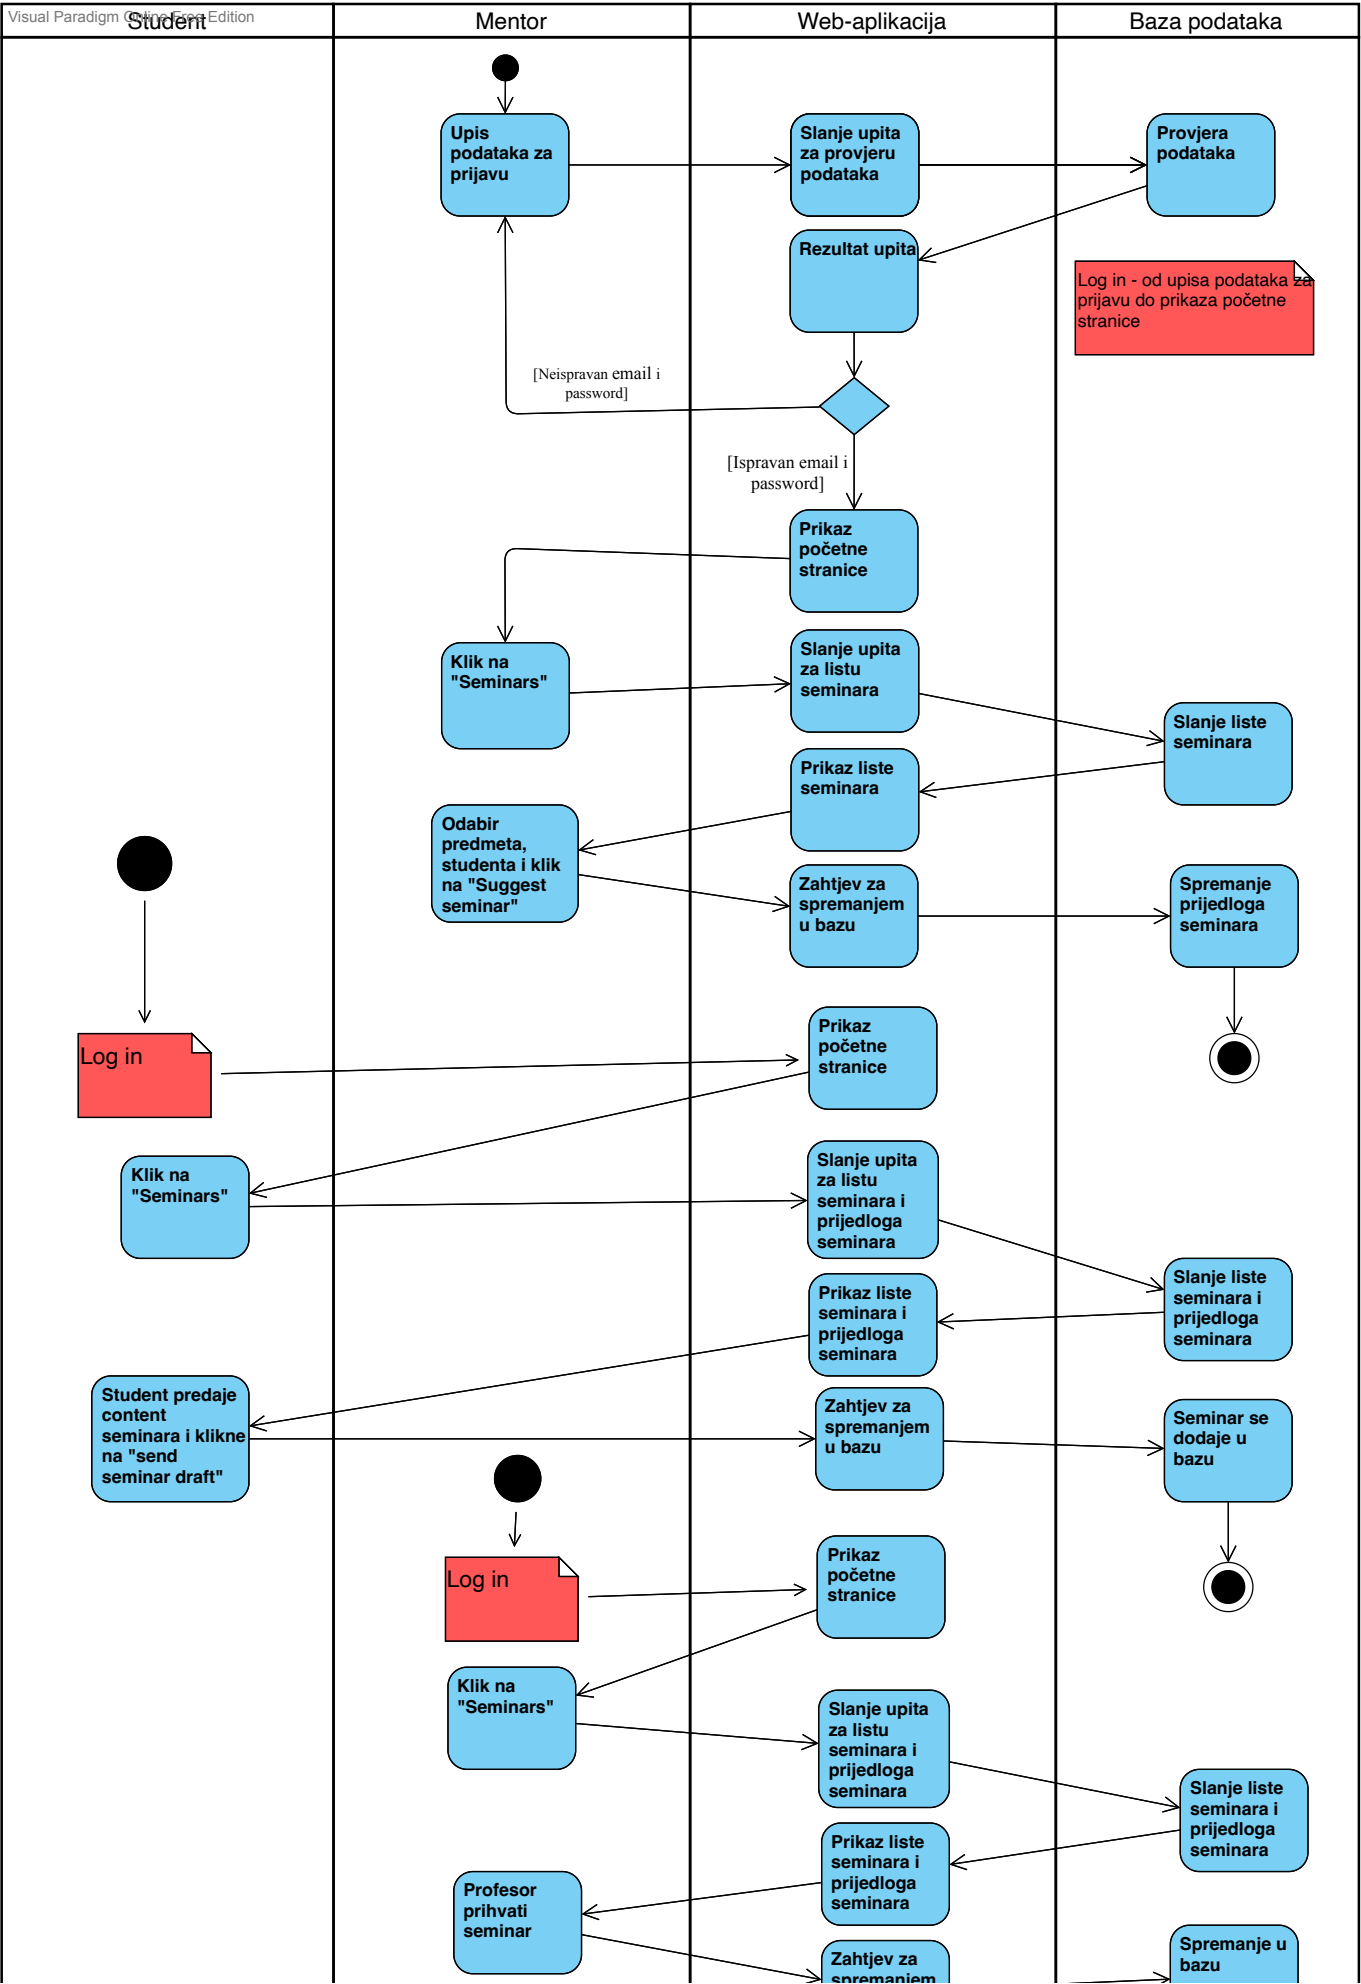 Visual Paradigm Online Free Edition
Student
Mentor
Web-aplikacija
Baza podataka
Upis
podataka za
prijavu
Slanje upita
za provjeru
podataka
Provjera
podataka
Rezultat upita
Log in - od upisa podataka za
prijavu do prikaza početne
stranice
[Neispravan email i
password]
[Ispravan email i
password]
Prikaz
početne
stranice
Klik na
"Seminars"
Slanje upita
za listu
seminara
Slanje liste
seminara
Prikaz liste
seminara
Odabir
predmeta,
studenta i klik
na "Suggest
seminar"
Zahtjev za
spremanjem
u bazu
Spremanje
prijedloga
seminara
Log in
Prikaz
početne
stranice
Klik na
"Seminars"
Slanje upita
za listu
seminara i
prijedloga
seminara
Slanje liste
seminara i
prijedloga
seminara
Prikaz liste
seminara i
prijedloga
seminara
Student predaje
content
seminara i klikne
na "send
seminar draft"
Zahtjev za
spremanjem
u bazu
Seminar se
dodaje u
bazu
Log in
Prikaz
početne
stranice
Klik na
"Seminars"
Slanje upita
za listu
seminara i
prijedloga
seminara
Slanje liste
seminara i
prijedloga
seminara
Prikaz liste
seminara i
prijedloga
seminara
Profesor
prihvati
seminar
Zahtjev za
spremanjem
Spremanje u
bazu